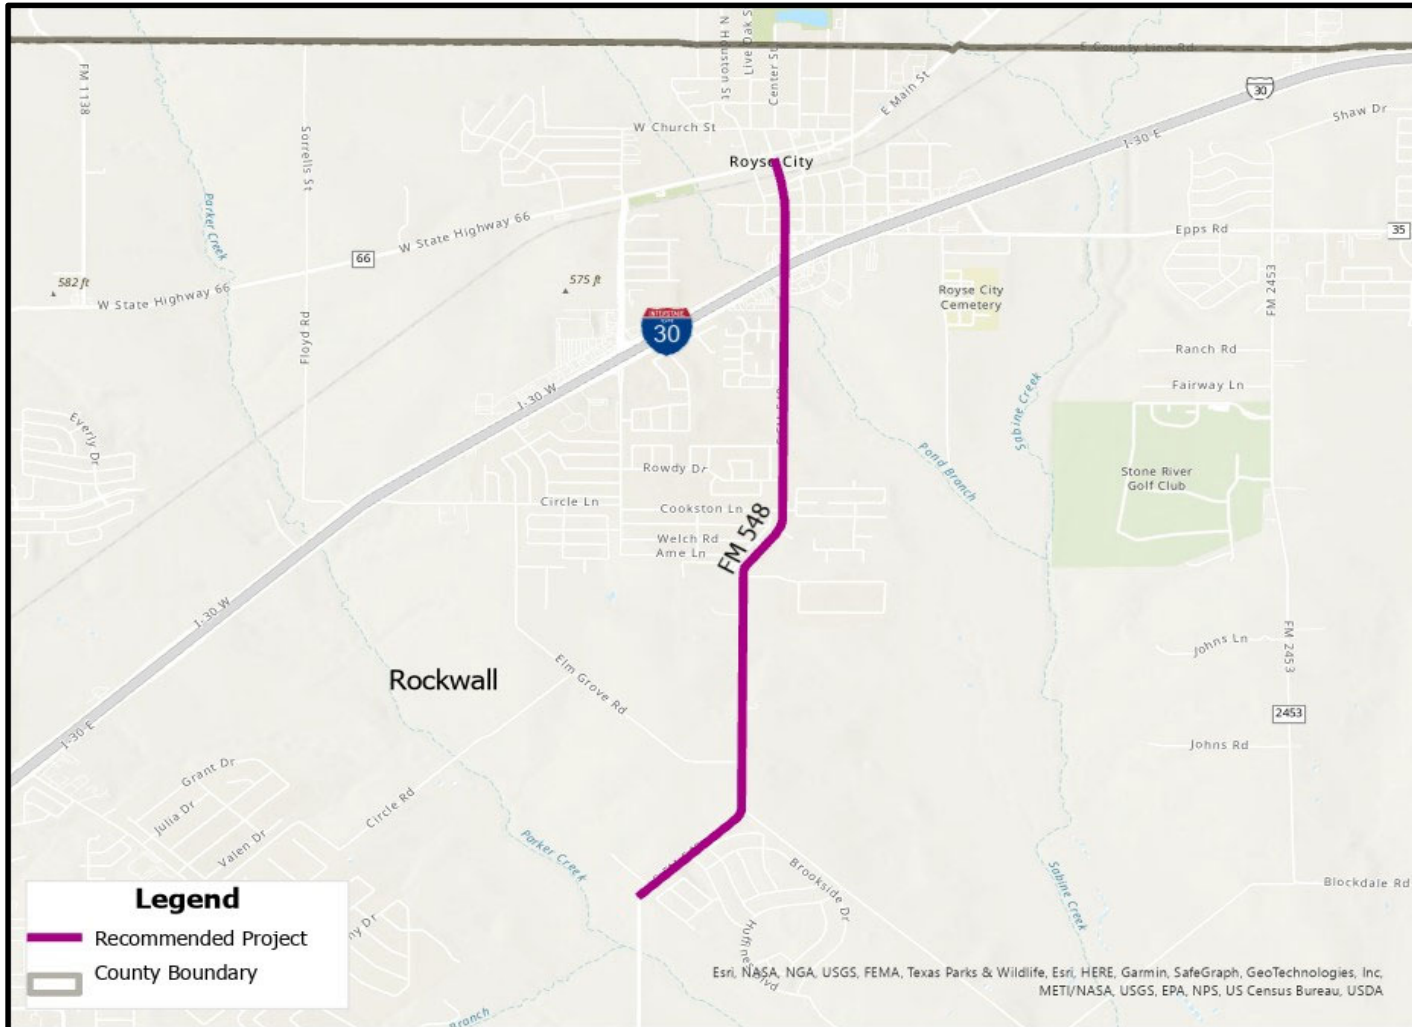 N Houston St
Live Oak S
Center St
E County Line Rd
FM 1138
E Main St
30
Shaw Dr
W Church St
I-30 E
Sorrells St
Royse City
Parker Creek
W State Highway 66
66
Epps Rd
35
582 ft
575 ft
W State Highway 66
Royse City
Cemetery
FM 2453
INTERSTATE
30
Floyd Rd
Ranch Rd
Fairway Ln
I-30 W
Sabine Creek
Everly Dr
Rowdy Dr
Pond Branch
Stone River
Golf Club
Circle Ln
Cookston Ln
FM 548
Welch Rd
Ame Ln
I-30 W
Johns Ln
FM 2453
Rockwall
Elm Grove Rd
2453
I-30 E
Johns Rd
Grant Dr
Julia Dr
Circle Rd
Valen Dr
Parker Creek
Brookside Dr
Sabine Creek
Blockdale Rd
Legend
Recommended Project
County Boundary
ny Dr
Huffines Blvd
Branch
Esri, NASA, NGA, USGS, FEMA, Texas Parks & Wildlife, Esri, HERE, Garmin, SafeGraph, GeoTechnologies, Inc,
METI/NASA, USGS, EPA, NPS, US Census Bureau, USDA